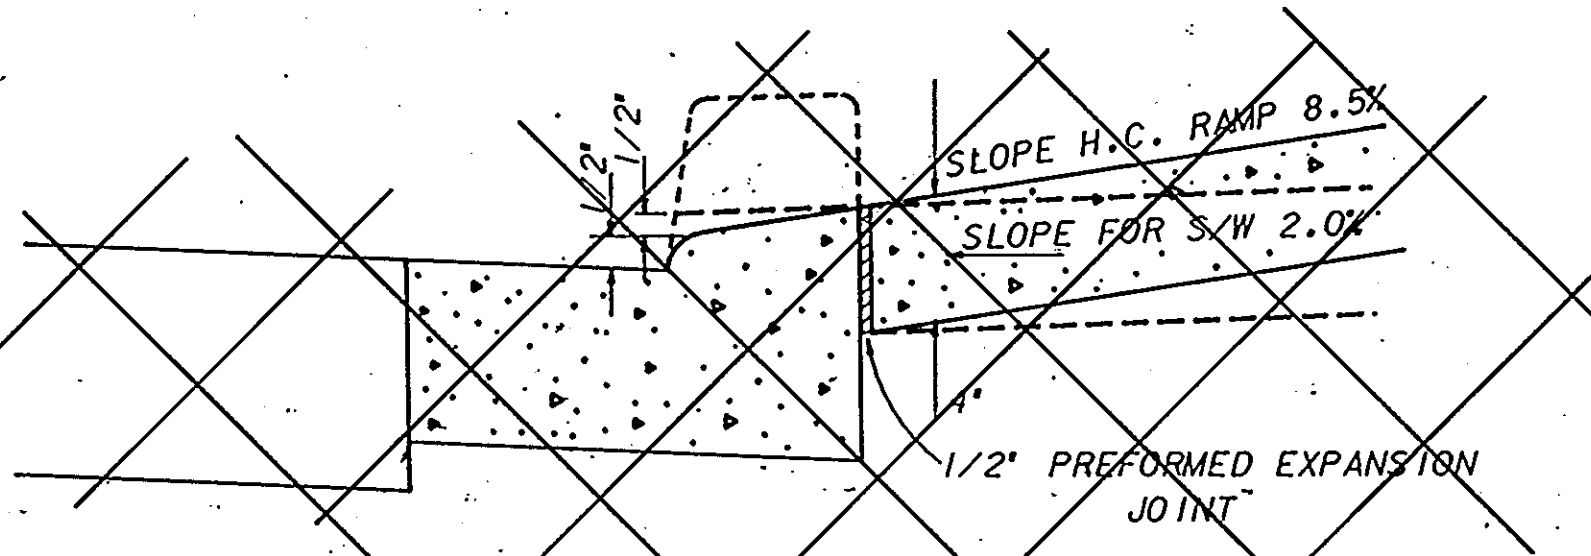 1/2"
1/2"
SLOPE H.C. RAMP 8.5%
SLOPE FOR S/W 2.0%
4"
1/2" PREFORMED EXPANSION
JOINT